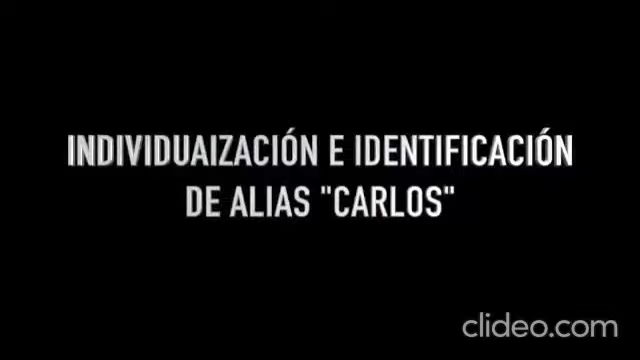 INDIVIDUAIZACIÓN E IDENTIFICACIÓN
DE ALIAS "CARLOS"
clideo.com